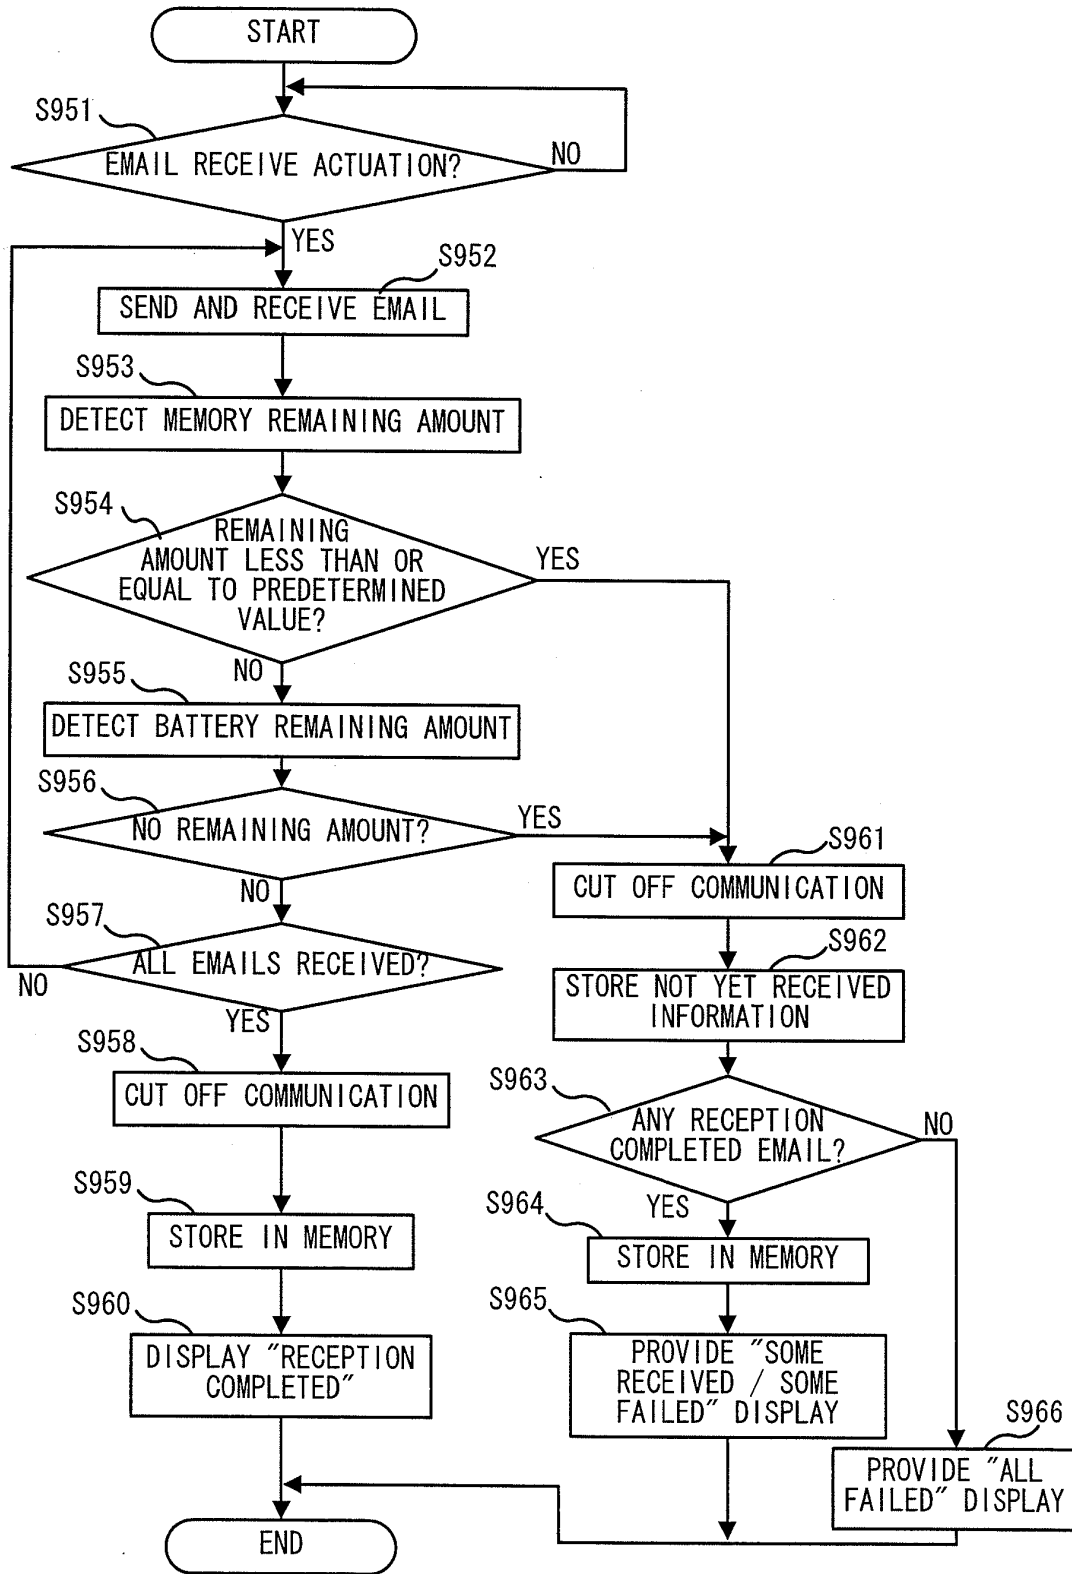 START
S951
EMAIL RECEIVE ACTUATION?
NO
YES
S952
SEND AND RECEIVE EMAIL
S953
DETECT MEMORY REMAINING AMOUNT
S954
REMAINING
AMOUNT LESS THAN OR
EQUAL TO PREDETERMINED
VALUE?
YES
NO
S955
DETECT BATTERY REMAINING AMOUNT
S956
NO REMAINING AMOUNT?
YES
NO
S957
ALL EMAILS RECEIVED?
NO
YES
S958
CUT OFF COMMUNICATION
S959
STORE IN MEMORY
S960
DISPLAY "RECEPTION
COMPLETED"
S961
CUT OFF COMMUNICATION
S962
STORE NOT YET RECEIVED
INFORMATION
S963
ANY RECEPTION
COMPLETED EMAIL?
NO
YES
S964
STORE IN MEMORY
S965
PROVIDE "SOME
RECEIVED / SOME
FAILED" DISPLAY
S966
PROVIDE "ALL
FAILED" DISPLAY
END